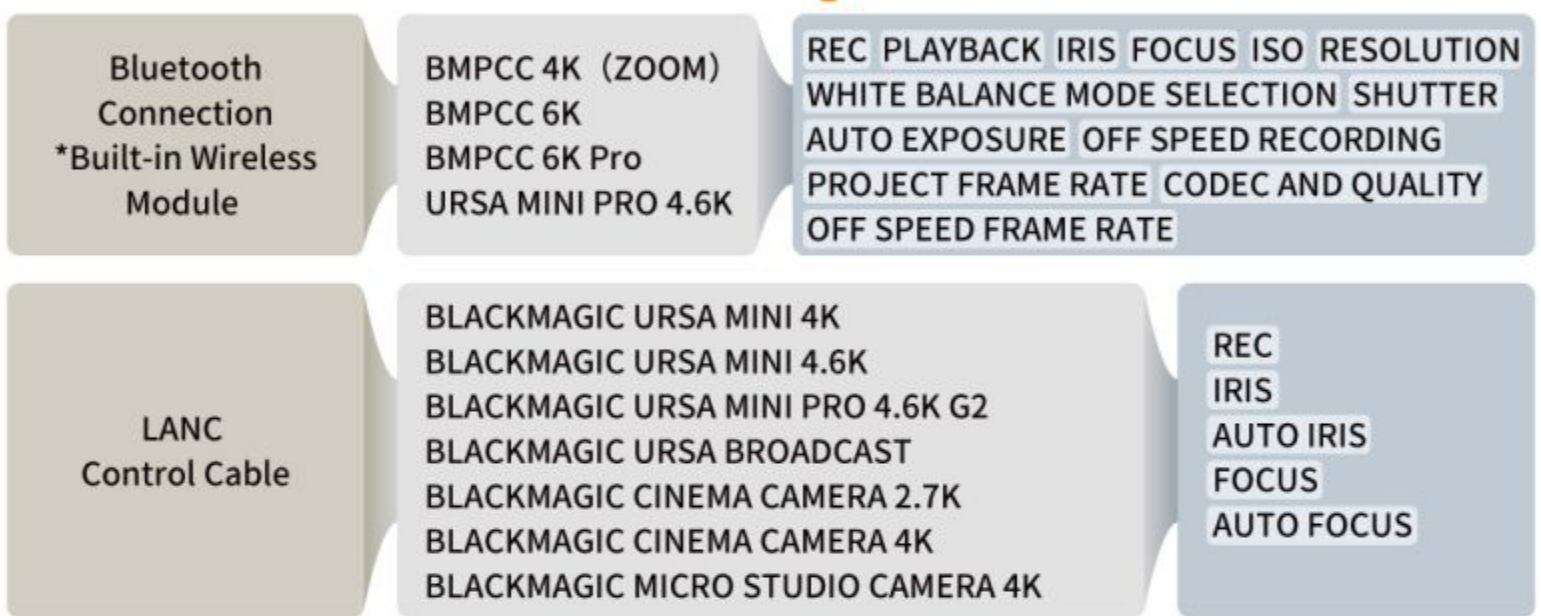 Bluetooth
Connection
*Built-in Wireless
Module
BMPCC 4K（ZOOM）
BMPCC 6K
BMPCC 6K Pro
URSA MINI PRO 4.6K
REC PLAYBACK IRIS FOCUS ISO RESOLUTION
WHITE BALANCE MODE SELECTION SHUTTER
AUTO EXPOSURE OFF SPEED RECORDING
PROJECT FRAME RATE CODEC AND QUALITY
OFF SPEED FRAME RATE
LANC
Control Cable
BLACKMAGIC URSA MINI 4K
BLACKMAGIC URSA MINI 4.6K
BLACKMAGIC URSA MINI PRO 4.6K G2
BLACKMAGIC URSA BROADCAST
BLACKMAGIC CINEMA CAMERA 2.7K
BLACKMAGIC CINEMA CAMERA 4K
BLACKMAGIC MICRO STUDIO CAMERA 4K
REC
IRIS
AUTO IRIS
FOCUS
AUTO FOCUS